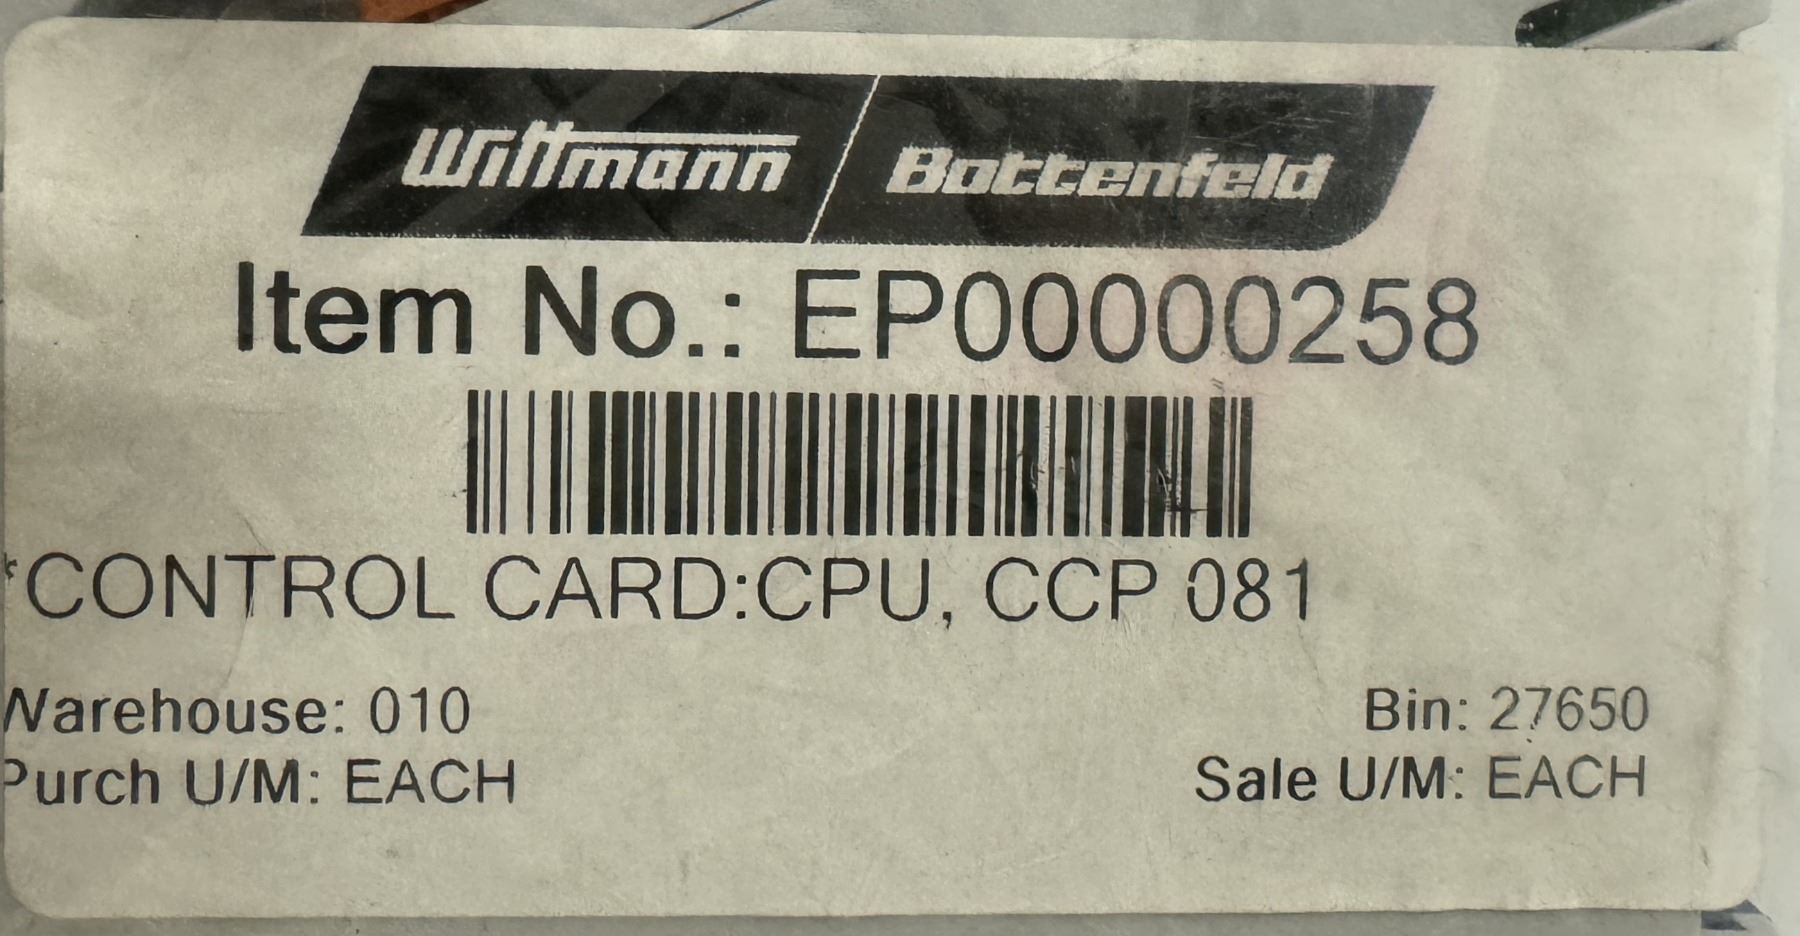 Wittmann Battenfeld
Item No.: EP00000258
*CONTROL CARD:CPU, CCP 081
Warehouse: 010 Bin: 27650
Purch U/M: EACH Sale U/M: EACH